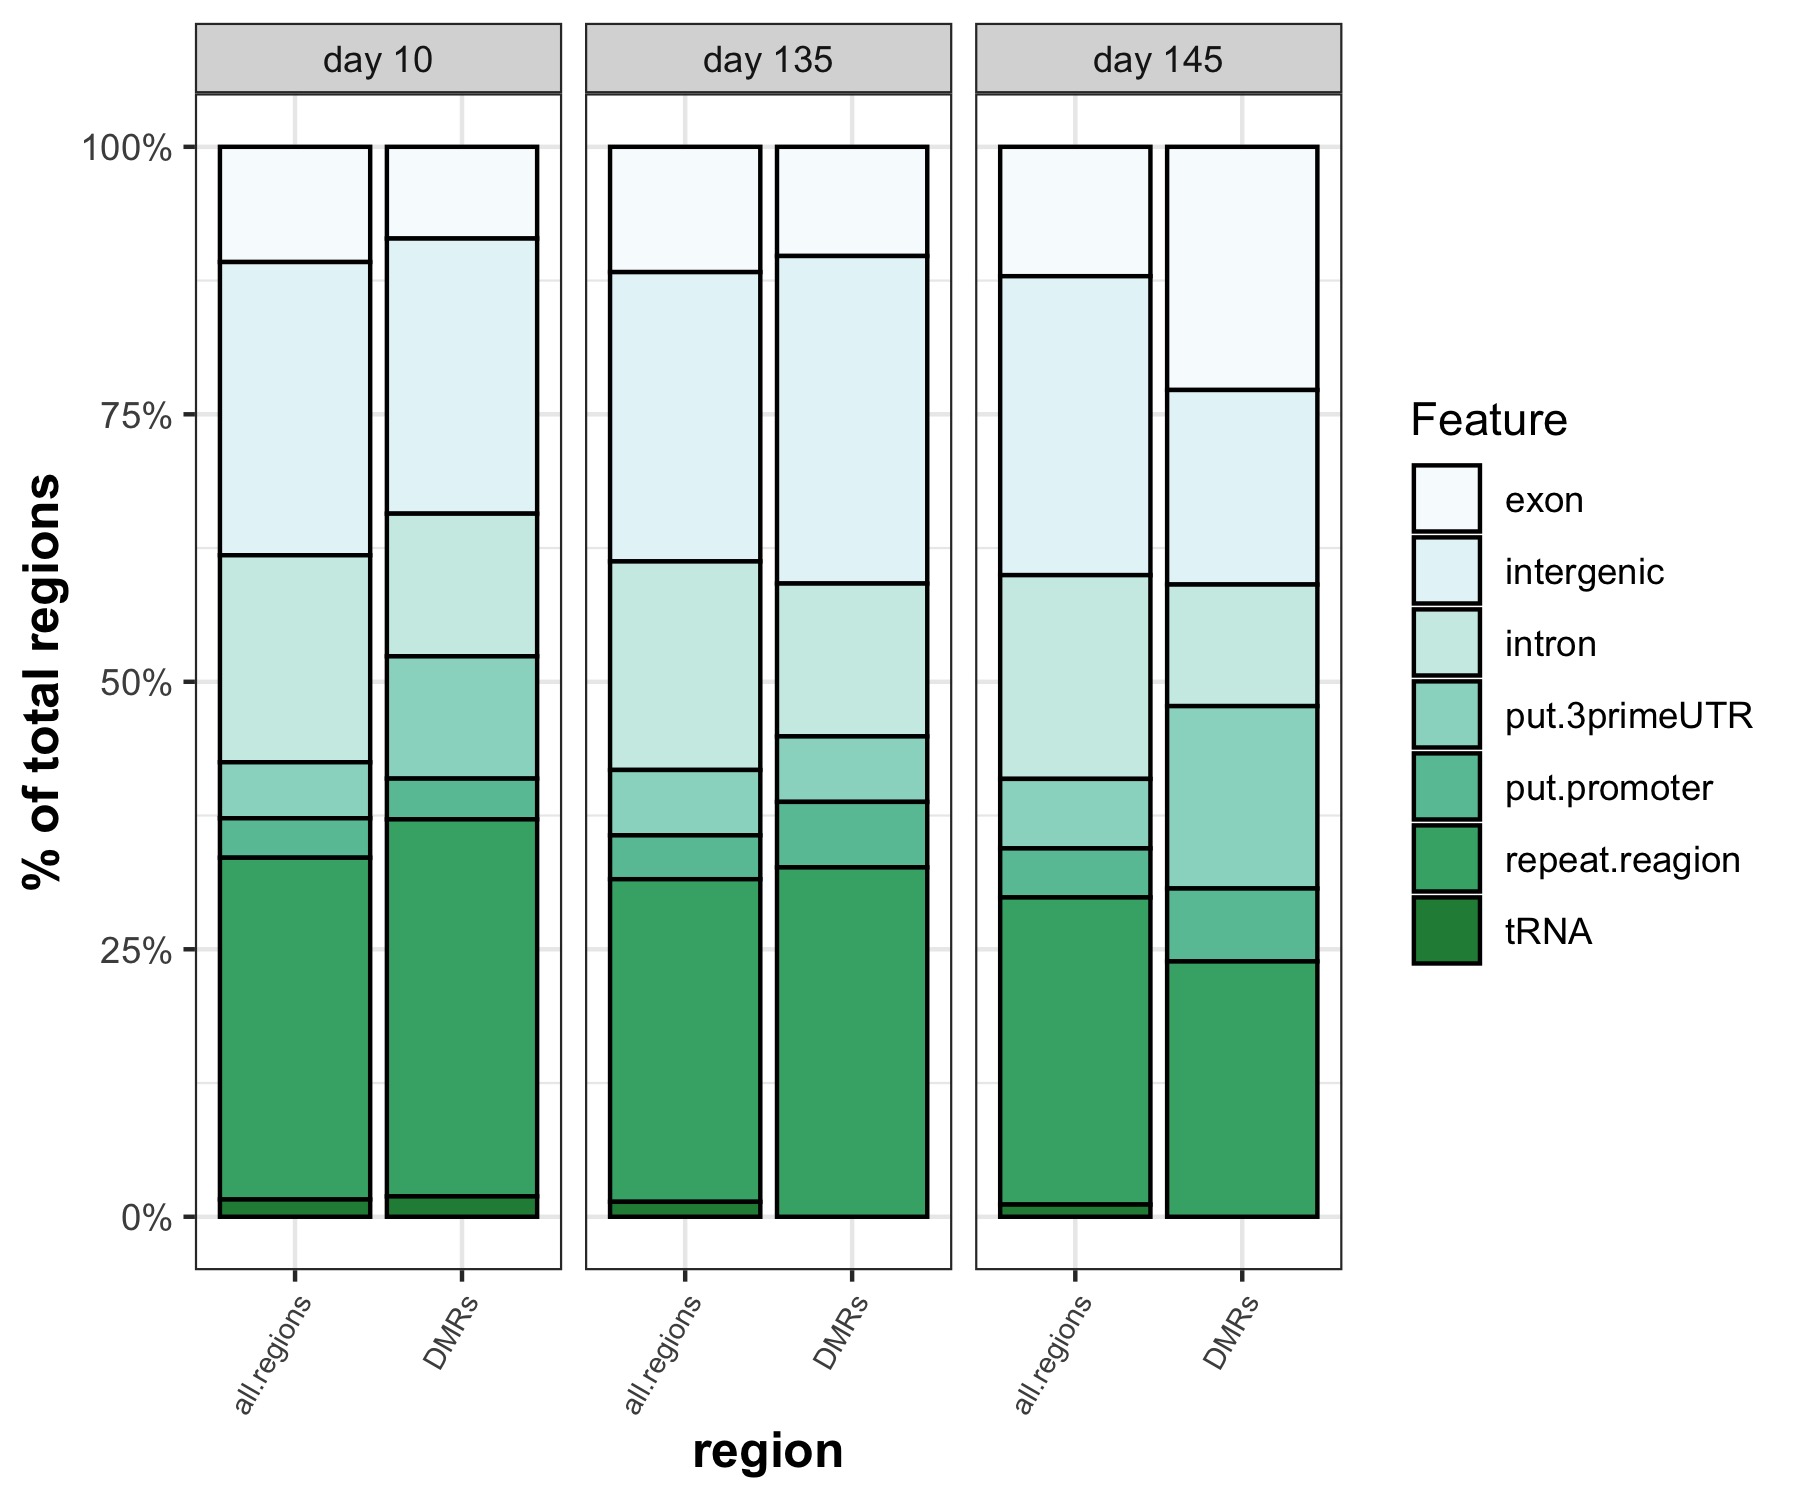 day 10
day 135
day 145
% of total regions
100%
75%
50%
25%
0%
all.regions
DMRs
all.regions
DMRs
all.regions
DMRs
region
Feature
exon
intergenic
intron
put.3primeUTR
put.promoter
repeat.reagion
tRNA